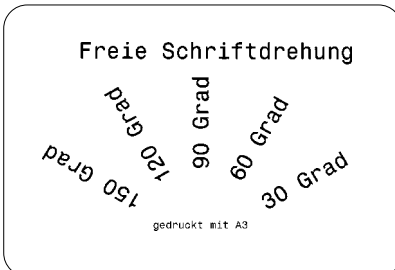 Freie Schriftdrehung
150 Grad
120 Grad
90 Grad
60 Grad
30 Grad
gedruckt mit A3